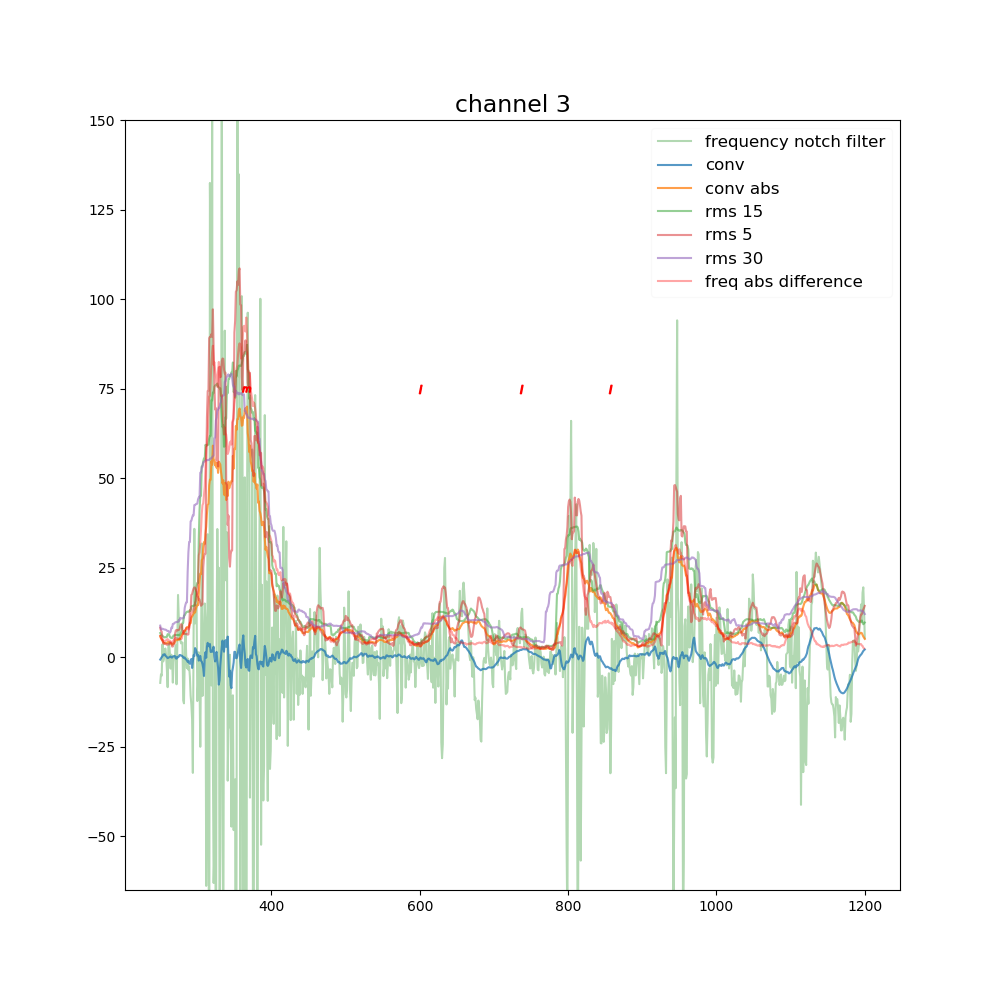 channel 3
150
125
100
75
50
25
0
−25
−50
frequency notch filter
conv
conv abs
rms 15
rms 5
rms 30
freq abs difference
m
l l l
400 600 800 1000 1200